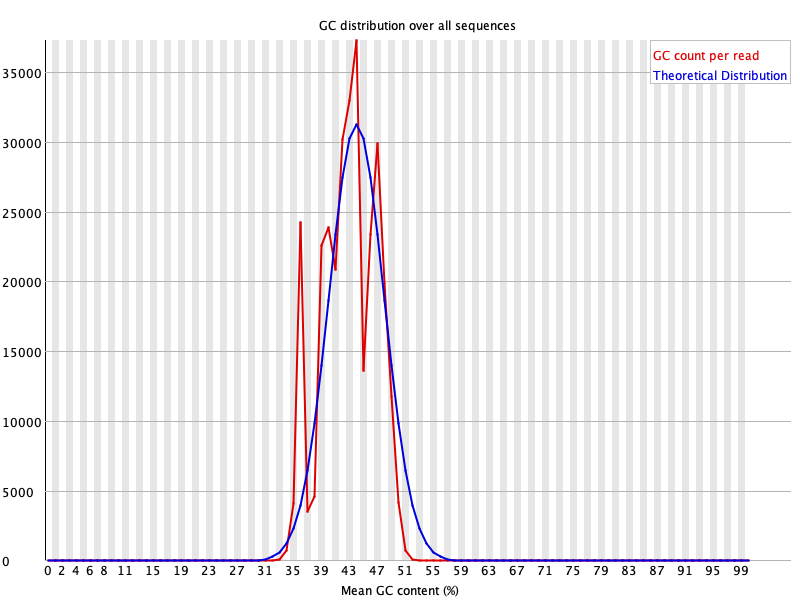 GC distribution over all sequences
GC count per read
Theoretical Distribution
35000
30000
25000
20000
15000
10000
5000
0
0 2 4 6 8 11 15 19 23 27 31 35 39 43 47 51 55 59 63 67 71 75 79 83 87 91 95 99
Mean GC content (%)